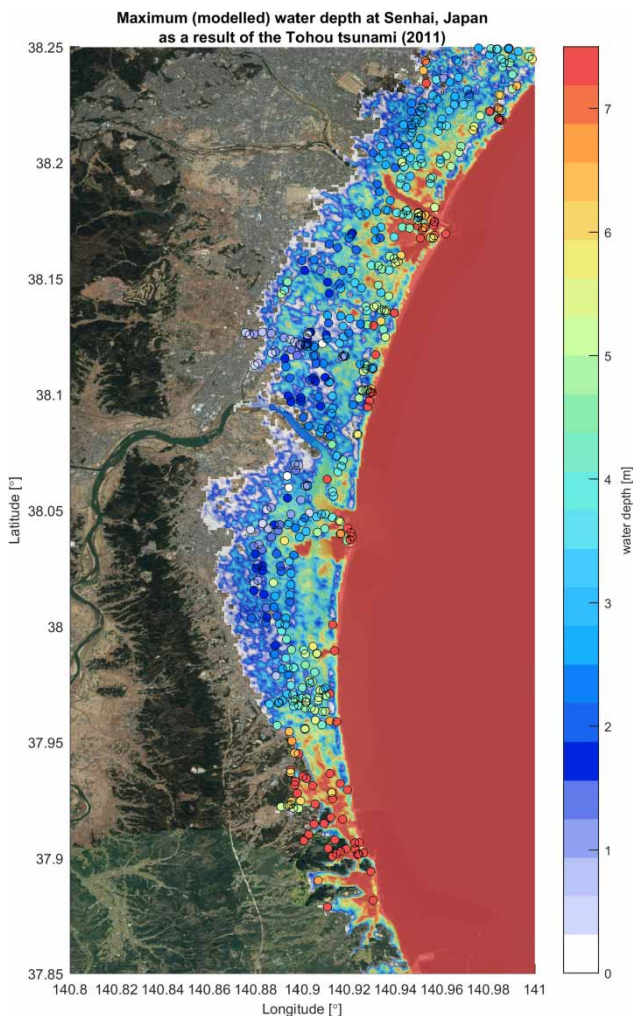 Maximum (modelled) water depth at Senhai, Japan
as a result of the Tohou tsunami (2011)
38.25
38.2
38.15
38.1
38.05
38
37.95
37.9
37.85
Latitude [°]
140.8 140.82 140.84 140.86 140.88 140.9 140.92 140.94 140.96 140.98 141
Longitude [°]
7
6
5
4
3
2
1
0
water depth [m]